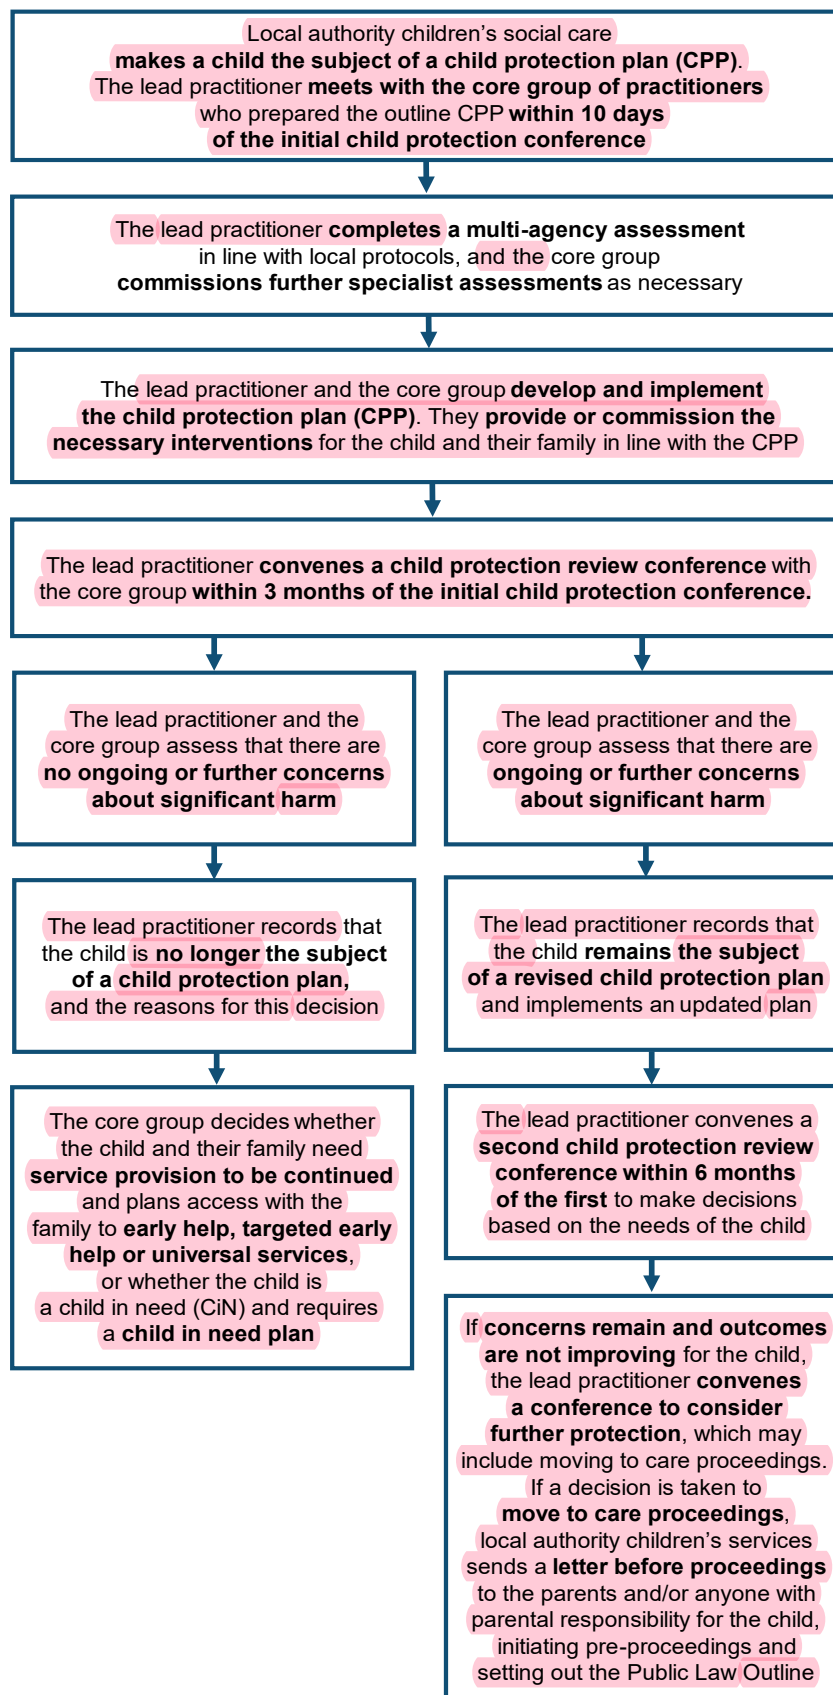 Local authority children's social care
makes a child the subject of a child protection plan (CPP).
The lead practitioner meets with the core group of practitioners
who prepared the outline CPP within 10 days
of the initial child protection conference
The lead practitioner completes a multi-agency assessment
in line with local protocols, and the core group
commissions further specialist assessments as necessary
The lead practitioner and the core group develop and implement
the child protection plan (CPP). They provide or commission the
necessary interventions for the child and their family in line with the CPP
The lead practitioner convenes a child protection review conference with
the core group within 3 months of the initial child protection conference.
The lead practitioner and the
core group assess that there are
no ongoing or further concerns
about significant harm
The lead practitioner records that
the child is no longer the subject
of a child protection plan,
and the reasons for this decision
The core group decides whether
the child and their family need
service provision to be continued
and plans access with the
family to early help, targeted early
help or universal services,
or whether the child is
a child in need (CiN) and requires
a child in need plan
The lead practitioner and the
core group assess that there are
ongoing or further concerns
about significant harm
The lead practitioner records that
the child remains the subject
of a revised child protection plan
and implements an updated plan
The lead practitioner convenes a
second child protection review
conference within 6 months
of the first to make decisions
based on the needs of the child
If concerns remain and outcomes
are not improving for the child,
the lead practitioner convenes
a conference to consider
further protection, which may
include moving to care proceedings.
If a decision is taken to
move to care proceedings,
local authority children's services
sends a letter before proceedings
to the parents and/or anyone with
parental responsibility for the child,
initiating pre-proceedings and
setting out the Public Law Outline